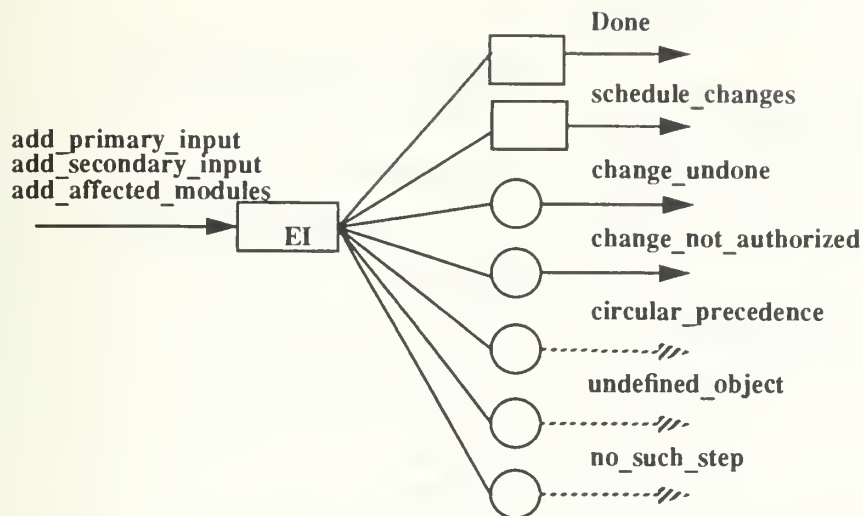 Done
schedule_changes
add_primary_input
add_secondary_input
add_affected_modules
EI
change_undone
change_not_authorized
circular_precedence
undefined_object
no_such_step